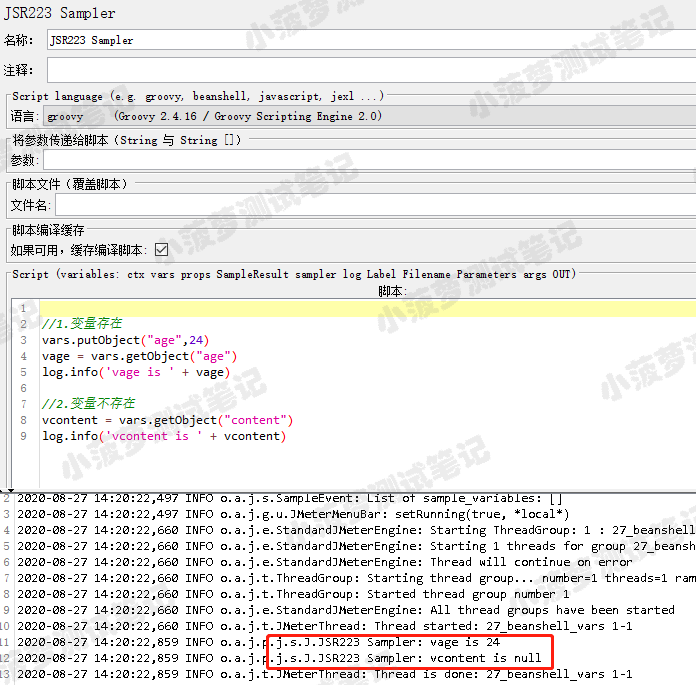 JSR223 Sampler
名称: JSR223 Sampler
注释:
Script language (e.g. groovy, beanshell, javascript, jexl ...)
语言: groovy (Groovy 2.4.16 / Groovy Scripting Engine 2.0)
将参数传递给脚本 (String 与 String [])
参数:
脚本文件 (覆盖脚本)
文件名:
脚本编译缓存
如果可用，缓存编译脚本:
Script (variables: ctx vars props SampleResult sampler log Label Filename Parameters args OUT)
脚本:
1
2 //1.变量存在
3 vars.putObject("age",24)
4 vage = vars.getObject("age")
5 log.info('vage is ' + vage)
6
7 //2.变量不存在
8 vcontent = vars.getObject("content")
9 log.info('vcontent is ' + vcontent)
2 2020-08-27 14:20:22,497 INFO o.a.j.s.SampleEvent: List of sample_variables: []
3 2020-08-27 14:20:22,497 INFO o.a.j.g.u.JMeterMenuBar: setRunning(true, *local*)
4 2020-08-27 14:20:22,660 INFO o.a.j.e.StandardJMeterEngine: Starting ThreadGroup: 1 : 27_beanshell
5 2020-08-27 14:20:22,660 INFO o.a.j.e.StandardJMeterEngine: Starting 1 threads for group 27_beansh
6 2020-08-27 14:20:22,660 INFO o.a.j.e.StandardJMeterEngine: Thread will continue on error
7 2020-08-27 14:20:22,660 INFO o.a.j.t.ThreadGroup: Starting thread group... number=1 threads=1 ram
8 2020-08-27 14:20:22,660 INFO o.a.j.t.ThreadGroup: Started thread group number 1
9 2020-08-27 14:20:22,660 INFO o.a.j.e.StandardJMeterEngine: All thread groups have been started
10 2020-08-27 14:20:22,660 INFO o.a.j.t.JMeterThread: Thread started: 27_beanshell_vars 1-1
11 2020-08-27 14:20:22,859 INFO o.a.j.p.j.s.J.JSR223 Sampler: vage is 24
12 2020-08-27 14:20:22,859 INFO o.a.j.p.j.s.J.JSR223 Sampler: vcontent is null
13 2020-08-27 14:20:22,859 INFO o.a.j.t.JMeterThread: Thread is done: 27_beanshell_vars 1-1
小菠萝测试笔记